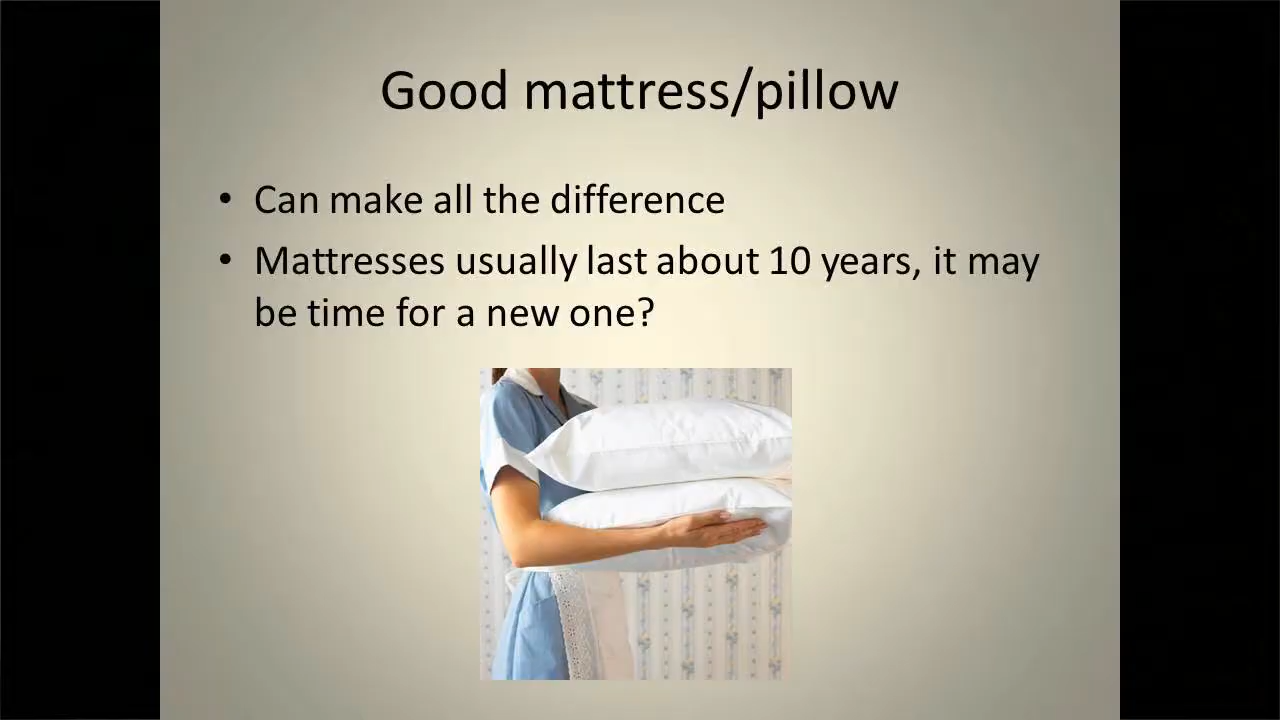 Good mattress/pillow
• Can make all the difference
• Mattresses usually last about 10 years, it may
be time for a new one?